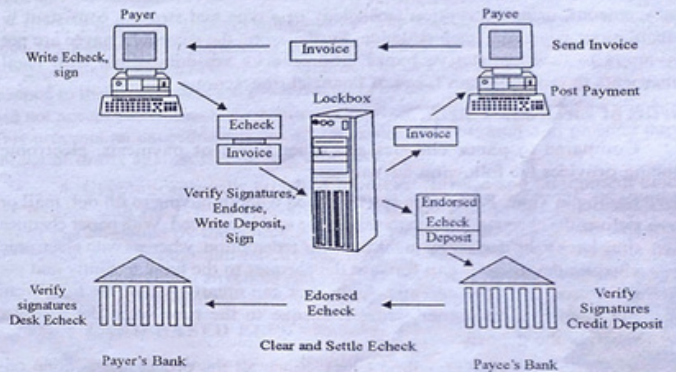 Payer
Payee
Invoice
Send Invoice
Write Echeck,
sign
Post Payment
Lockbox
Echeck
Invoice
Invoice
Verify Signatures,
Endorse,
Write Deposit,
Sign
Endorsed
Echeck
Deposit
Verify
signatures
Desk Echeck
Edorsed
Echeck
Verify
Signatures
Credit Deposit
Clear and Settle Echeck
Payer's Bank
Payee's Bank